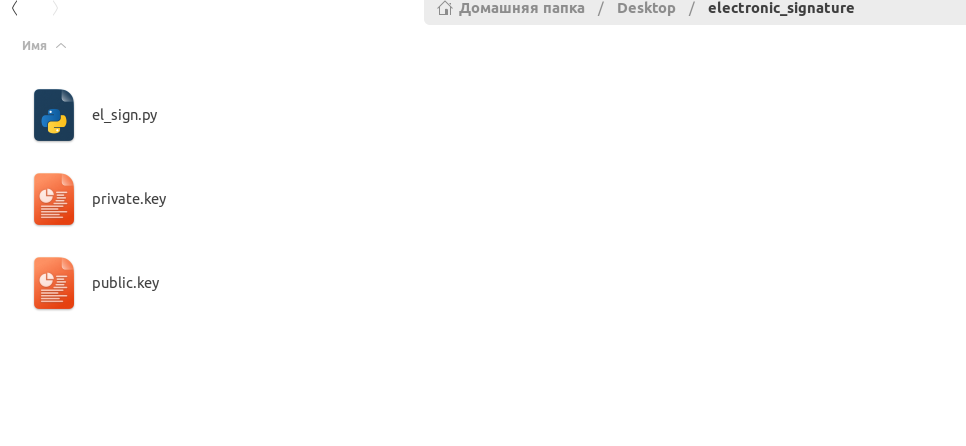 Домашняя папка / Desktop / electronic_signature
Имя
el_sign.py
private.key
public.key